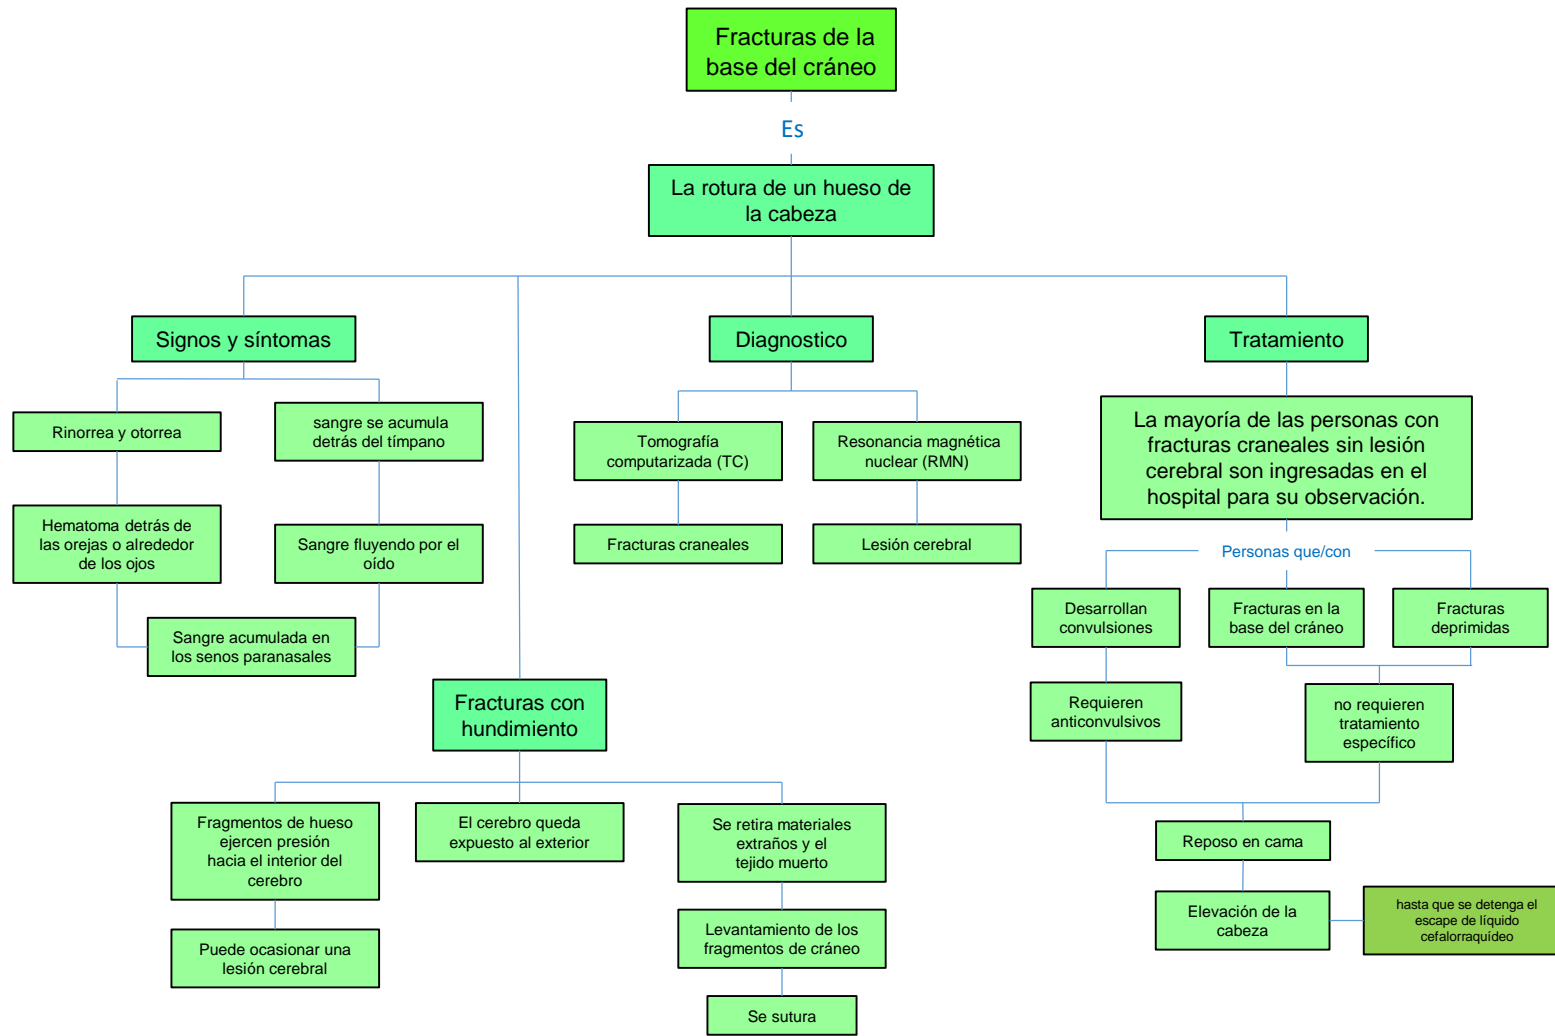 Fracturas de la
base del cráneo
Es
La rotura de un hueso de
la cabeza
Signos y síntomas
Diagnostico
Tratamiento
Rinorrea y otorrea
sangre se acumula
detrás del tímpano
Hematoma detrás de
las orejas o alrededor
de los ojos
Sangre fluyendo por el
oído
Sangre acumulada en
los senos paranasales
Tomografía
computarizada (TC)
Resonancia magnética
nuclear (RMN)
Fracturas craneales
Lesión cerebral
La mayoría de las personas con
fracturas craneales sin lesión
cerebral son ingresadas en el
hospital para su observación.
Personas que/con
Desarrollan
convulsiones
Fracturas en la
base del cráneo
Fracturas
deprimidas
Requieren
anticonvulsivos
no requieren
tratamiento
específico
Reposo en cama
Elevación de la
cabeza
hasta que se detenga el
escape de líquido
cefalorraquídeo
Fracturas con
hundimiento
Fragmentos de hueso
ejercen presión
hacia el interior del
cerebro
Puede ocasionar una
lesión cerebral
El cerebro queda
expuesto al exterior
Se retira materiales
extraños y el
tejido muerto
Levantamiento de los
fragmentos de cráneo
Se sutura